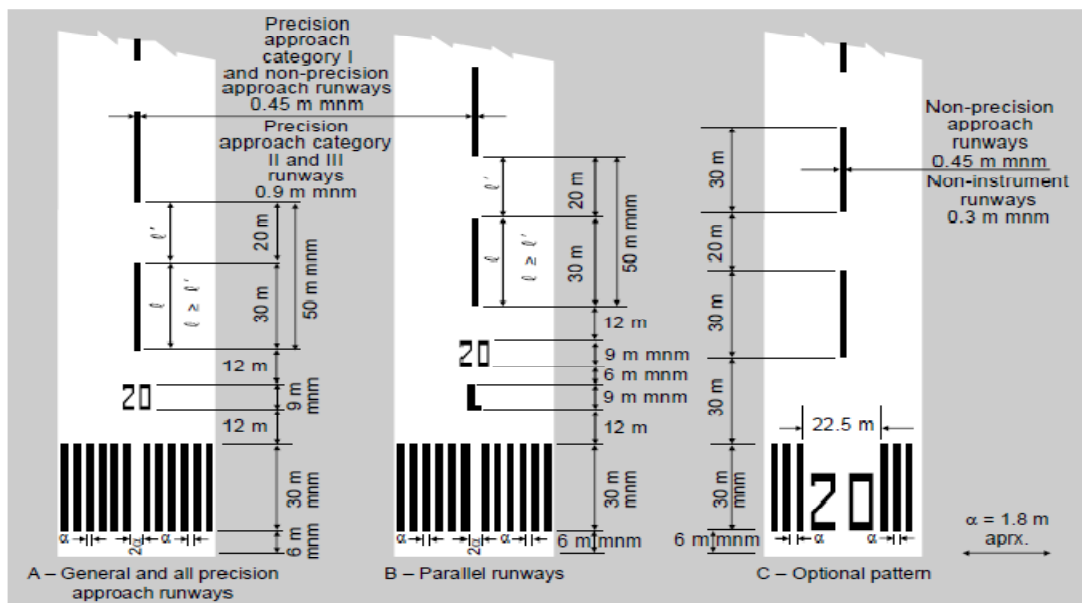 Precision
approach
category I
and non-precision
approach runways
0.45 m mnm
Precision
approach category
II and III
runways
0.9 m mnm
ℓ'
20 m
ℓ
ℓ ≥ ℓ'
30 m
50 m mnm
12 m
20
9 m
mnm
12 m
30 m
mnm
α
2α
α
6 m
mnm
A – General and all precision
approach runways
ℓ'
20 m
ℓ
ℓ ≥ ℓ'
30 m
50 m mnm
12 m
20
9 m mnm
6 m mnm
L
9 m mnm
12 m
30 m
mnm
α
2α
α
6 m mnm
B – Parallel runways
Non-precision
approach
runways
0.45 m mnm
Non-instrument
runways
0.3 m mnm
30 m
20 m
30 m
30 m
22.5 m
30 m
mnm
20
6 m mnm
α
α
C – Optional pattern
α = 1.8 m
aprx.